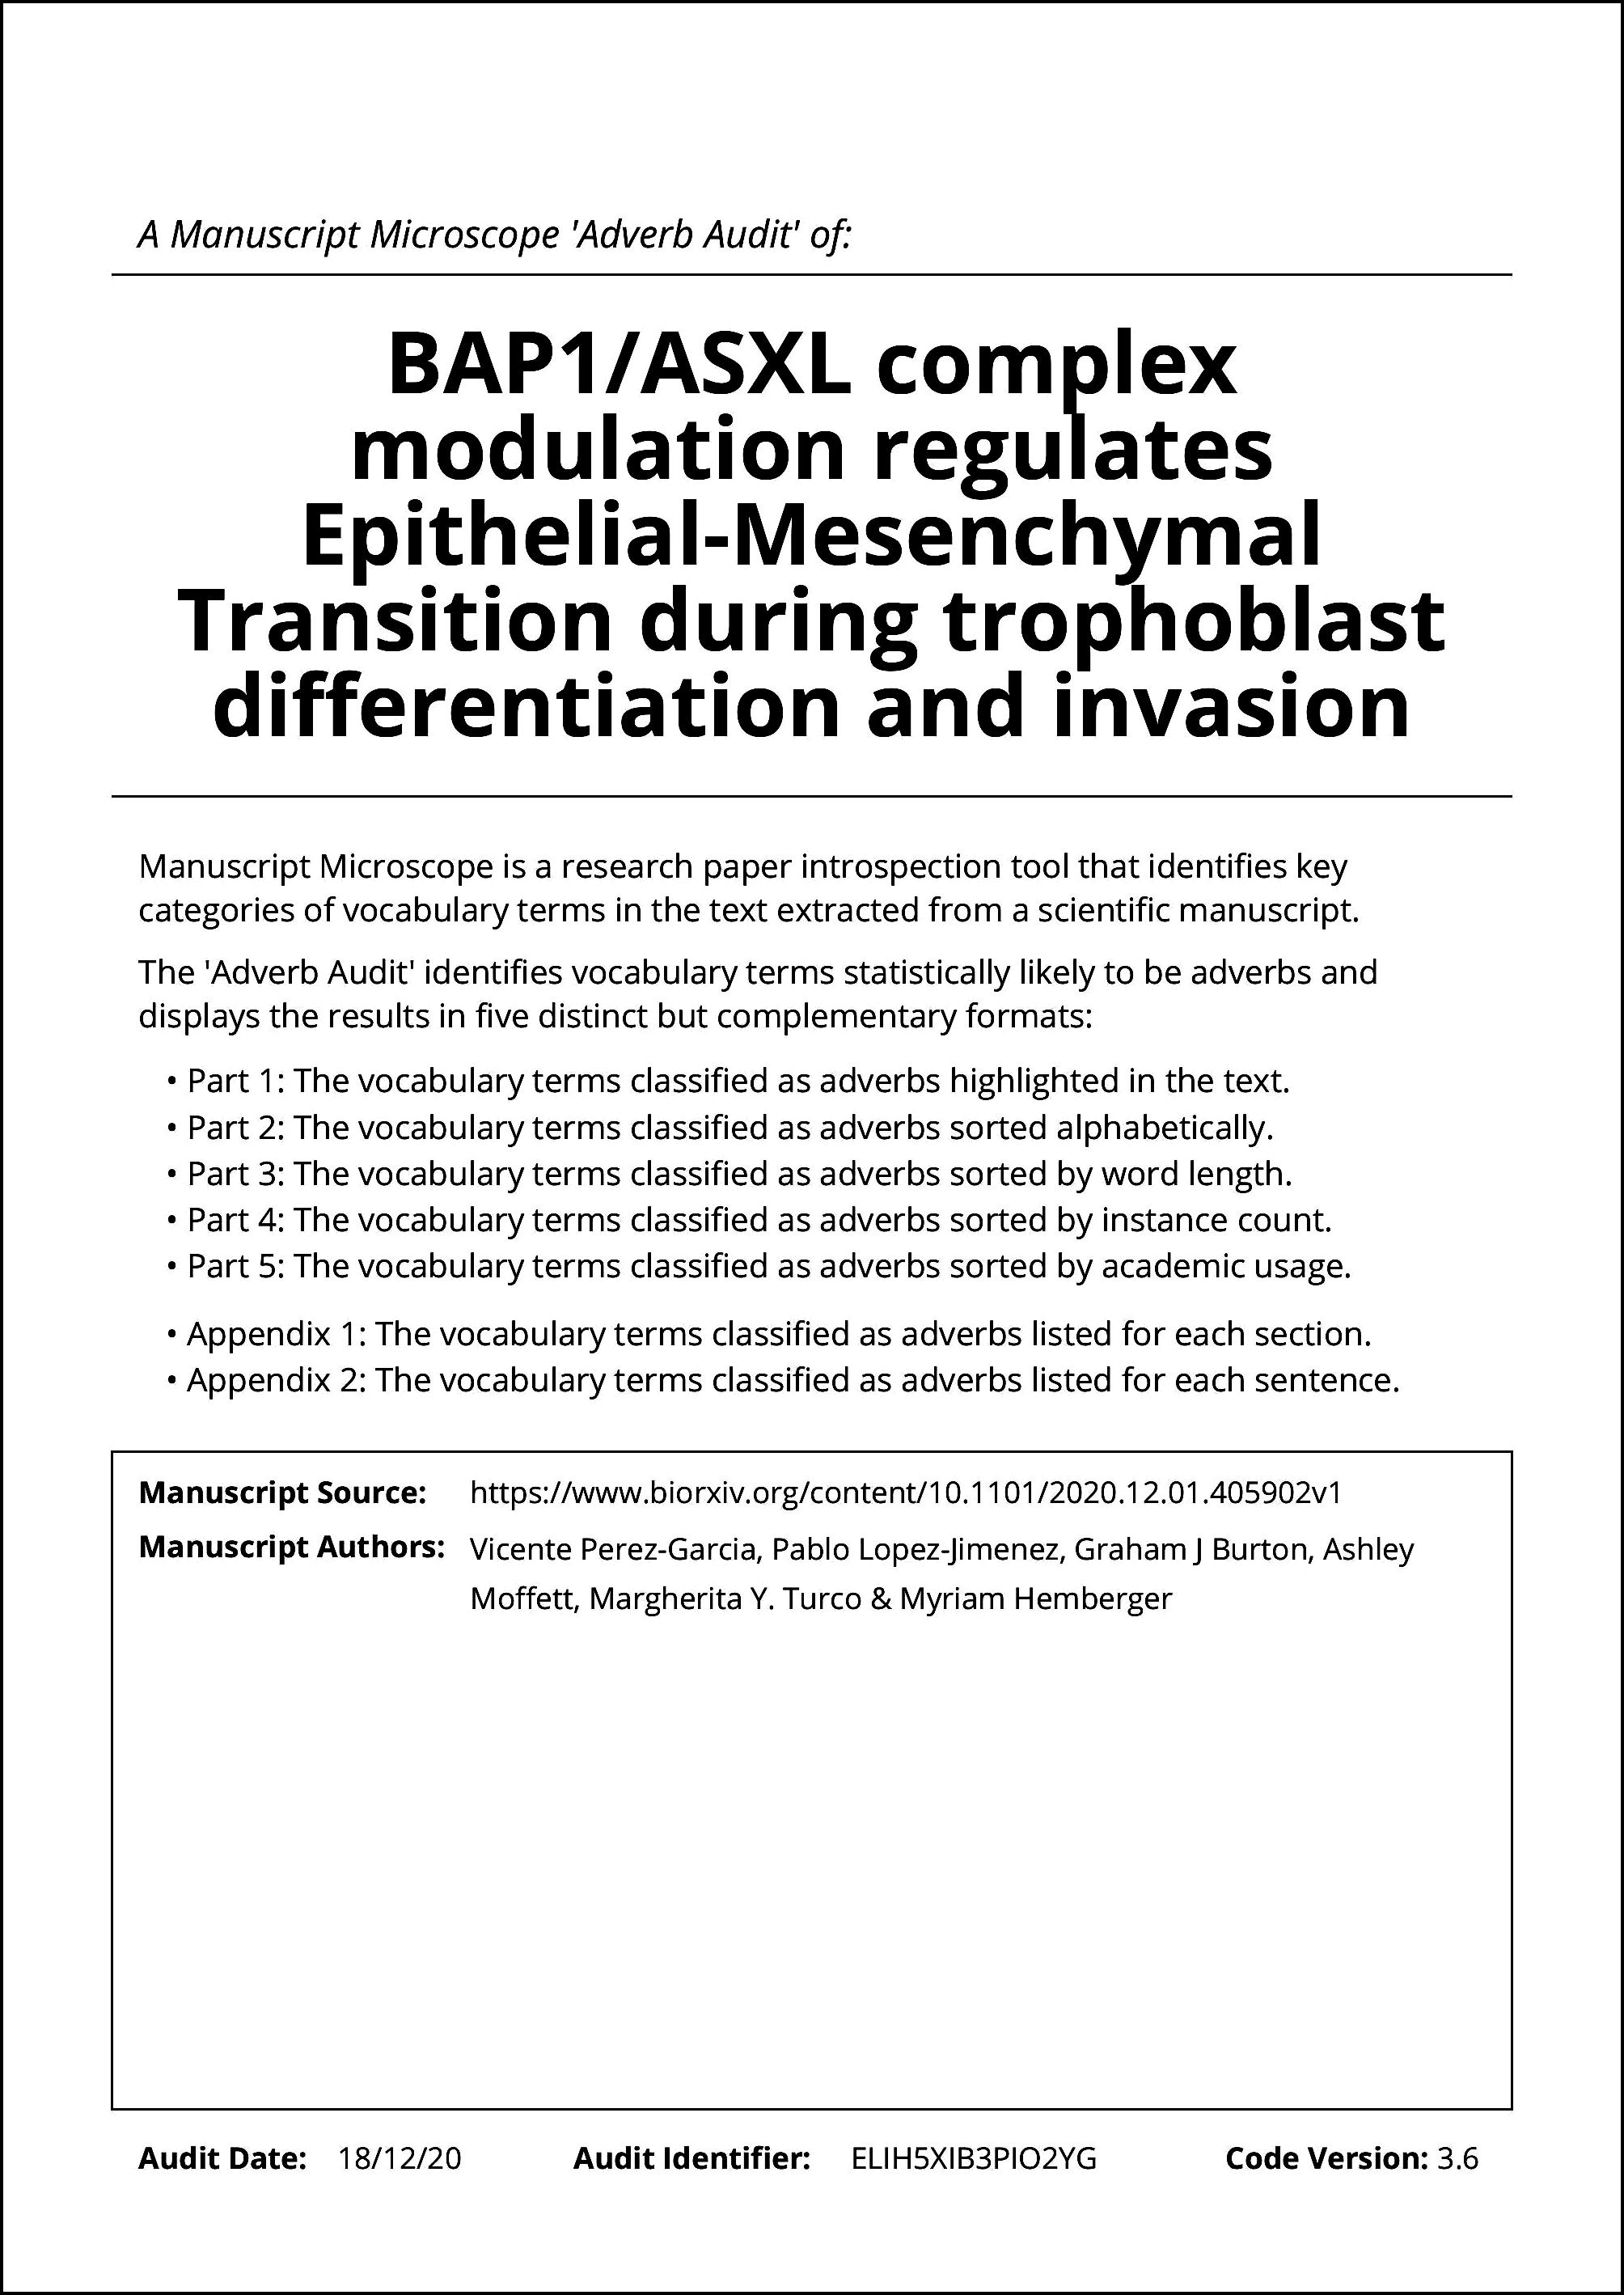 A Manuscript Microscope 'Adverb Audit' of:
BAP1/ASXL complex
modulation regulates
Epithelial-Mesenchymal
Transition during trophoblast
differentiation and invasion
Manuscript Microscope is a research paper introspection tool that identifies key
categories of vocabulary terms in the text extracted from a scientific manuscript.
The 'Adverb Audit' identifies vocabulary terms statistically likely to be adverbs and
displays the results in five distinct but complementary formats:
• Part 1: The vocabulary terms classified as adverbs highlighted in the text.
• Part 2: The vocabulary terms classified as adverbs sorted alphabetically.
• Part 3: The vocabulary terms classified as adverbs sorted by word length.
• Part 4: The vocabulary terms classified as adverbs sorted by instance count.
• Part 5: The vocabulary terms classified as adverbs sorted by academic usage.
• Appendix 1: The vocabulary terms classified as adverbs listed for each section.
• Appendix 2: The vocabulary terms classified as adverbs listed for each sentence.
Manuscript Source: https://www.biorxiv.org/content/10.1101/2020.12.01.405902v1
Manuscript Authors: Vicente Perez-Garcia, Pablo Lopez-Jimenez, Graham J Burton, Ashley
Moffett, Margherita Y. Turco & Myriam Hemberger
Audit Date: 18/12/20 Audit Identifier: ELIH5XIB3PIO2YG Code Version: 3.6